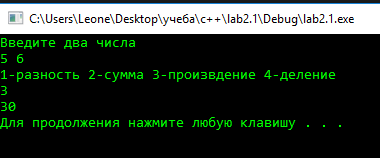 C:\Users\Leone\Desktop\учеба\c++\lab2.1\Debug\lab2.1.exe
Введите два числа
5 6
1-разность 2-сумма 3-произвдение 4-деление
3
30
Для продолжения нажмите любую клавишу . . .